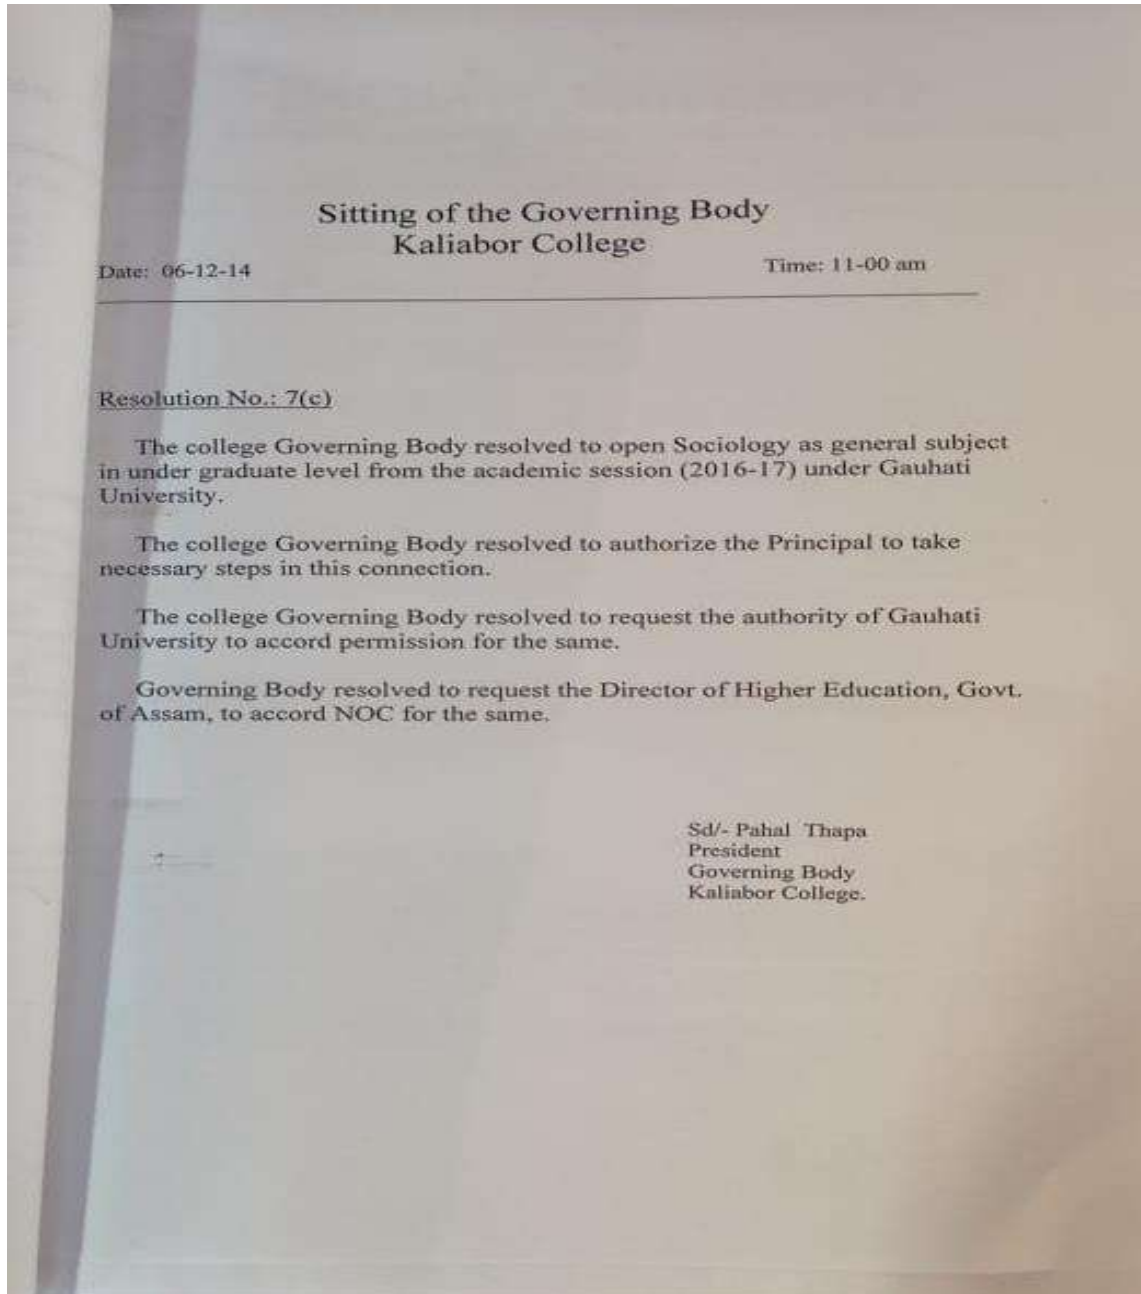 Sitting of the Governing Body
Kaliabor College
Date: 06-12-14 Time: 11-00 am
Resolution No.: 7(c)
The college Governing Body resolved to open Sociology as general subject
in under graduate level from the academic session (2016-17) under Gauhati
University.
The college Governing Body resolved to authorize the Principal to take
necessary steps in this connection.
The college Governing Body resolved to request the authority of Gauhati
University to accord permission for the same.
Governing Body resolved to request the Director of Higher Education, Govt.
of Assam, to accord NOC for the same.
Sd/- Pahal Thapa
President
Governing Body
Kaliabor College.